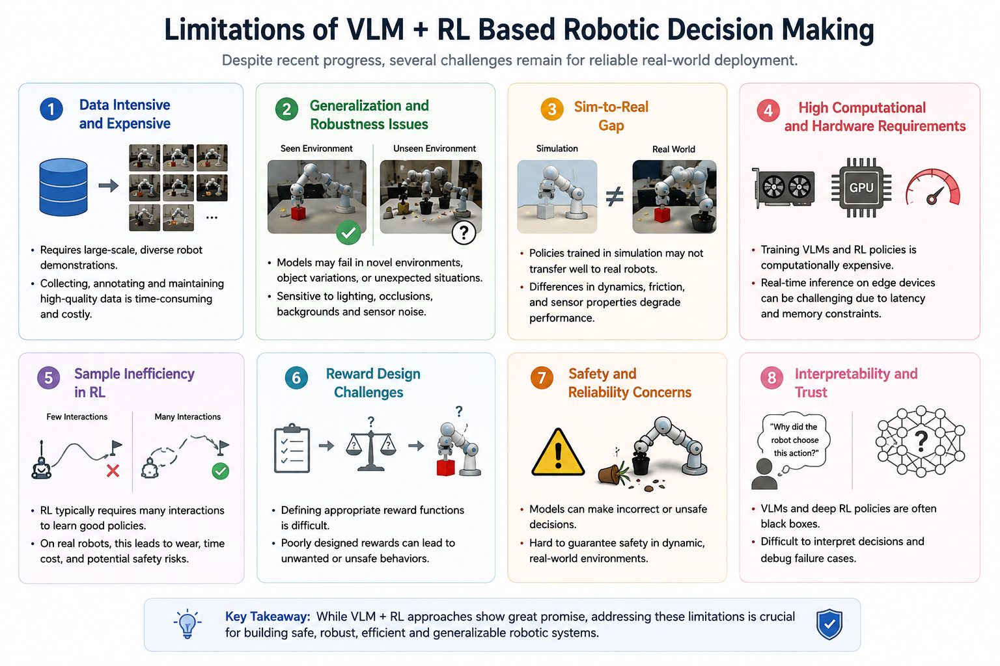 Limitations of VLM + RL Based Robotic Decision Making
Despite recent progress, several challenges remain for reliable real-world deployment.
1
Data Intensive
and Expensive
...
• Requires large-scale, diverse robot
demonstrations.
• Collecting, annotating and maintaining
high-quality data is time-consuming
and costly.
2
Generalization and
Robustness Issues
Seen Environment
Unseen Environment
?
• Models may fail in novel environments,
object variations, or unexpected situations.
• Sensitive to lighting, occlusions,
backgrounds and sensor noise.
3
Sim-to-Real
Gap
Simulation
Real World
≠
• Policies trained in simulation may not
transfer well to real robots.
• Differences in dynamics, friction,
and sensor properties degrade
performance.
4
High Computational
and Hardware Requirements
GPU
• Training VLMs and RL policies is
computationally expensive.
• Real-time inference on edge devices
can be challenging due to latency
and memory constraints.
5
Sample Inefficiency
in RL
Few Interactions
Many Interactions
• RL typically requires many interactions
to learn good policies.
• On real robots, this leads to wear, time
cost, and potential safety risks.
6
Reward Design
Challenges
?
? ?
?
• Defining appropriate reward functions
is difficult.
• Poorly designed rewards can lead to
unwanted or unsafe behaviors.
7
Safety and
Reliability Concerns
!
• Models can make incorrect or unsafe
decisions.
• Hard to guarantee safety in dynamic,
real-world environments.
8
Interpretability and
Trust
"Why did the
robot choose
this action?"
?
• VLMs and deep RL policies are often
black boxes.
• Difficult to interpret decisions and
debug failure cases.
Key Takeaway: While VLM + RL approaches show great promise, addressing these limitations is crucial
for building safe, robust, efficient and generalizable robotic systems.